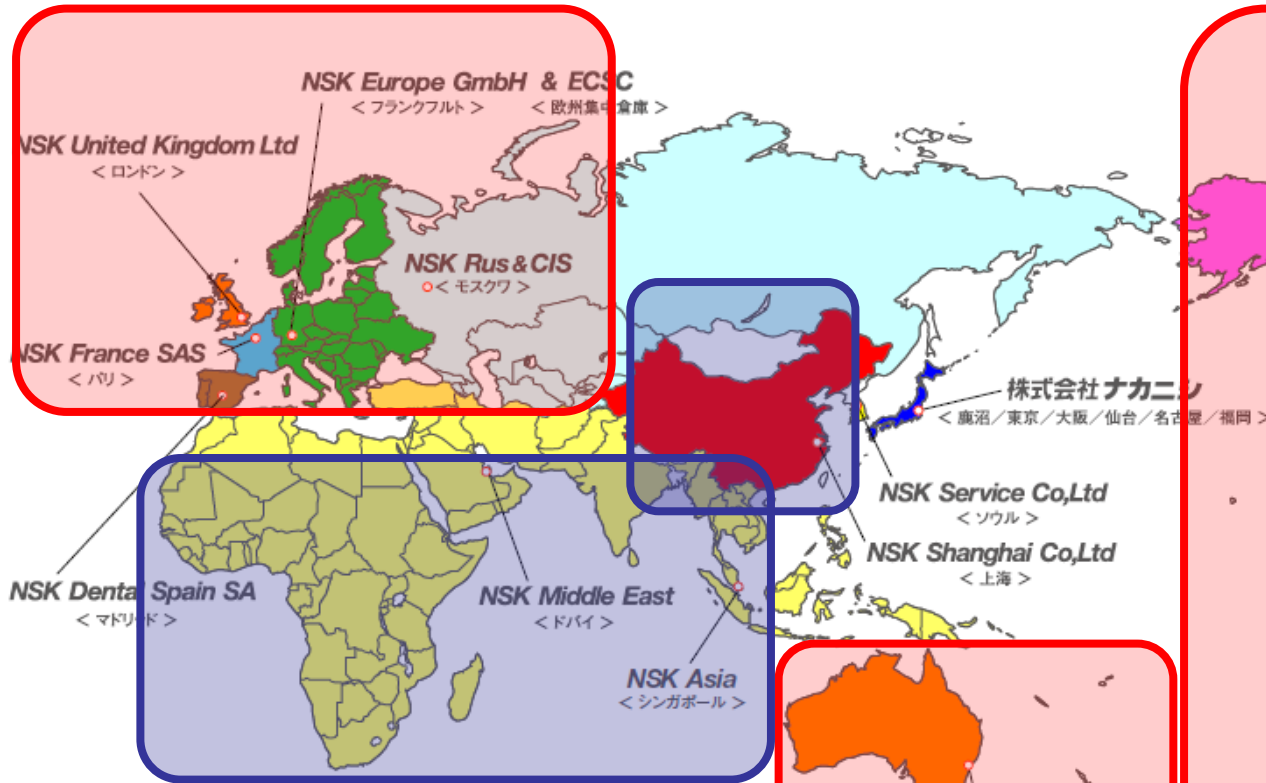 NSK Europe GmbH & ECSC
< フランクフルト > < 欧州集中倉庫 >
NSK United Kingdom Ltd
< ロンドン >
NSK Rus & CIS
< モスクワ >
NSK France SAS
< パリ >
株式会社 ナカニシ
< 鹿沼／東京／大阪／仙台／名古屋／福岡 >
NSK Service Co,Ltd
< ソウル >
NSK Shanghai Co,Ltd
< 上海 >
NSK Dental Spain SA
< マドリード >
NSK Middle East
< ドバイ >
NSK Asia
< シンガポール >